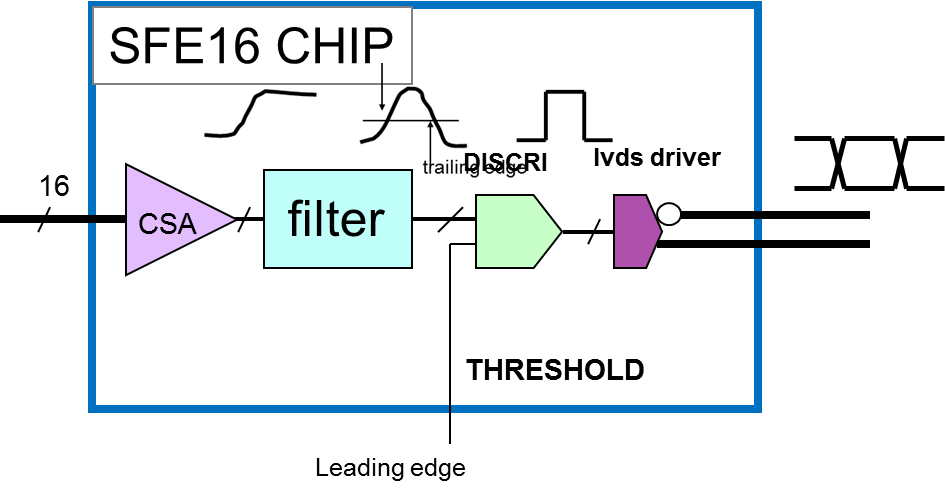 SFE16 CHIP
DISCRI
lvds driver
trailing edge
16
CSA
filter
THRESHOLD
Leading edge